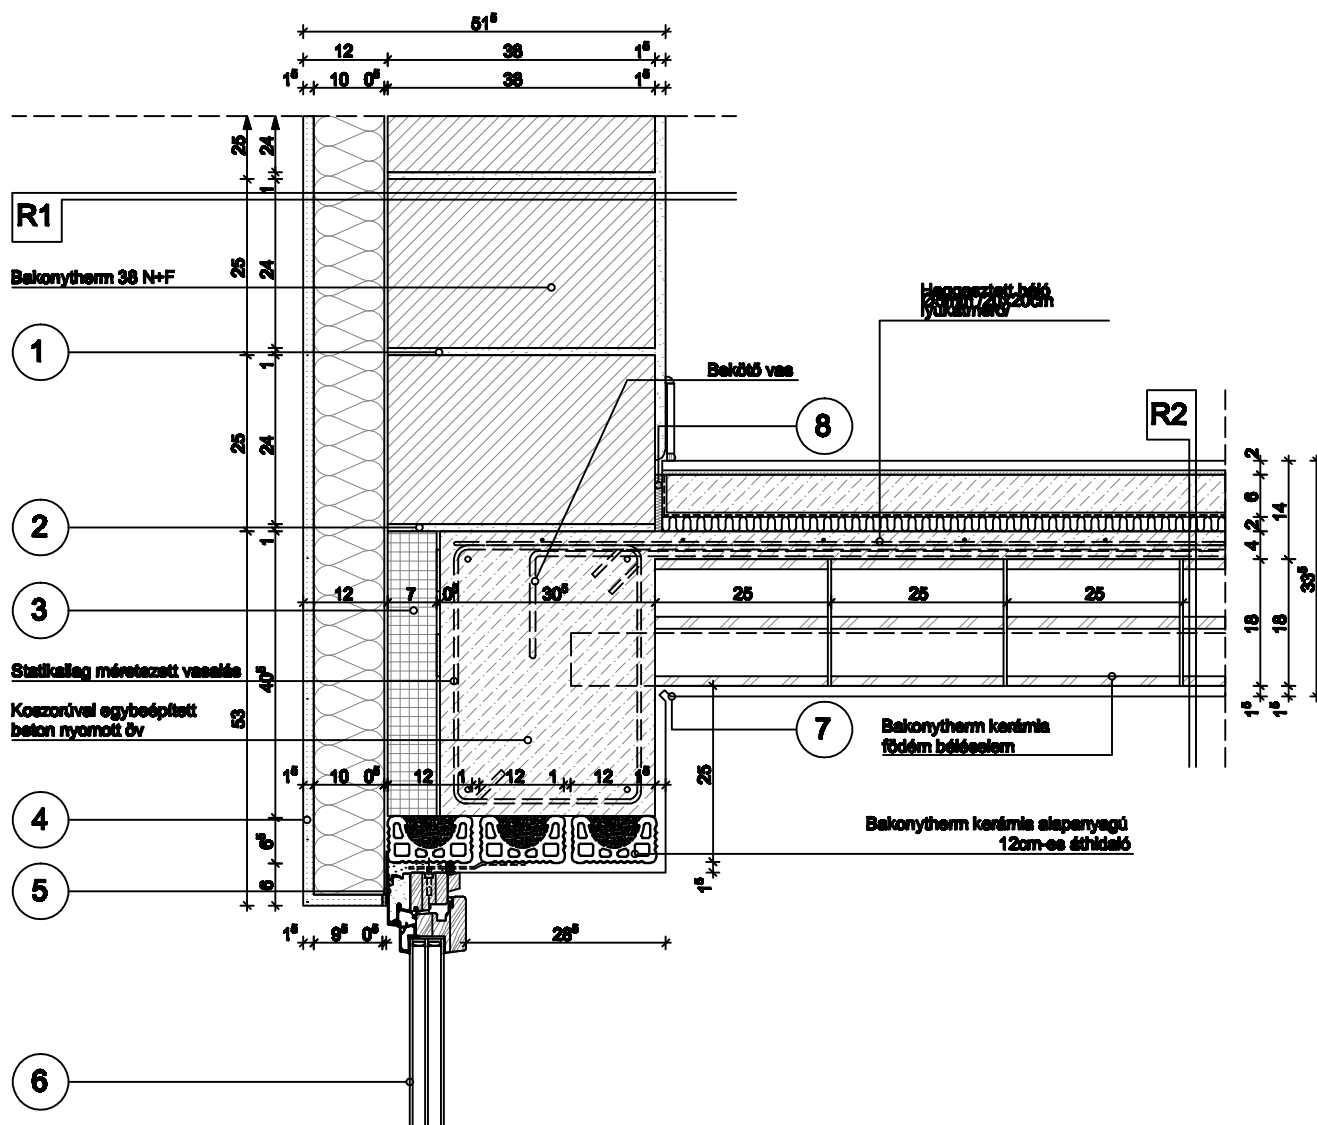 51⁵
12 38 1⁵
1⁵ 10 0⁵ 38 1⁵
25 24
1
R1
25 24
Bakonytherm 38 N+F
1
1
Bekötő vas
8
R2
25 24
2
2
6
14
2
1
4
33⁵
3
12 7 0⁵ 30⁵ 25 25 25
18 18
Statikailag méretezett vasalás
40⁵
53
Koszorúval egybeépített
beton nyomott öv
7
Bakonytherm kerámia
födém béléselem
1⁵ 1⁵
25
1⁵ 10 0⁵ 12 1 12 1 12 1⁵
4
Bakonytherm kerámia alapanyagú
12cm-es áthidaló
6⁵
6
5
1⁵
1⁵ 9⁵ 0⁵ 28⁵
6